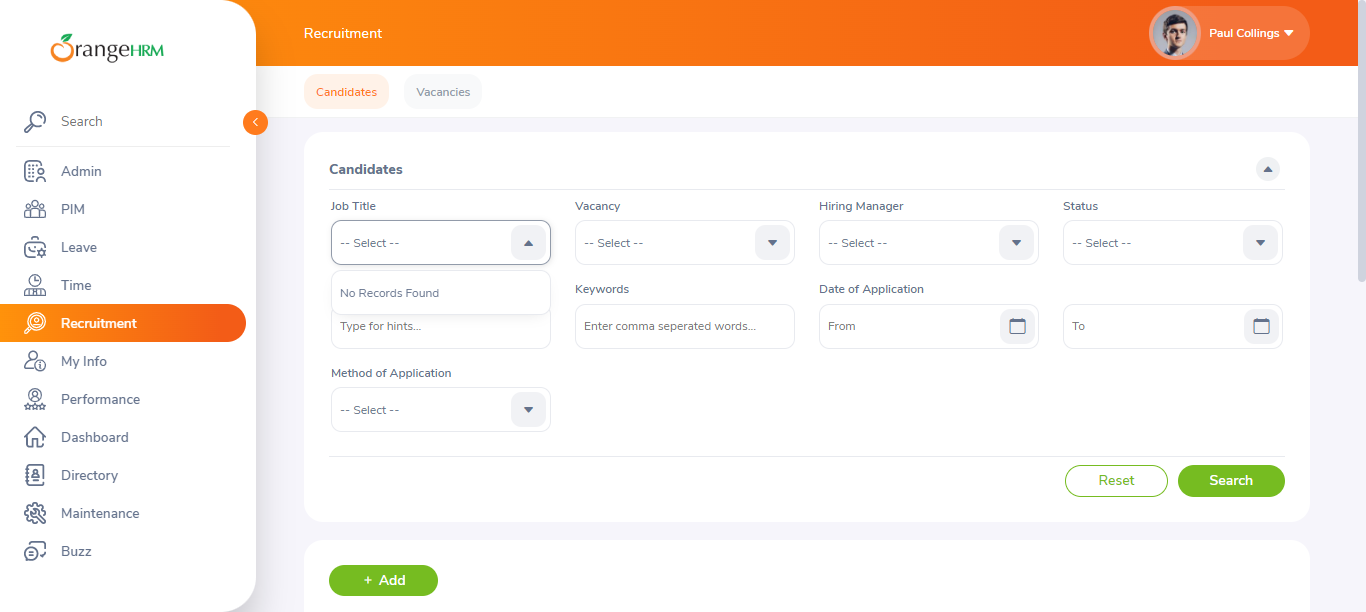 OrangeHRM
Search
Admin
PIM
Leave
Time
Recruitment
My Info
Performance
Dashboard
Directory
Maintenance
Buzz
Recruitment
Paul Collings
Candidates
Vacancies
Candidates
Job Title
Vacancy
Hiring Manager
Status
-- Select --
-- Select --
-- Select --
-- Select --
No Records Found
Keywords
Date of Application
Type for hints...
Enter comma seperated words...
From
To
Method of Application
-- Select --
Reset
Search
+ Add